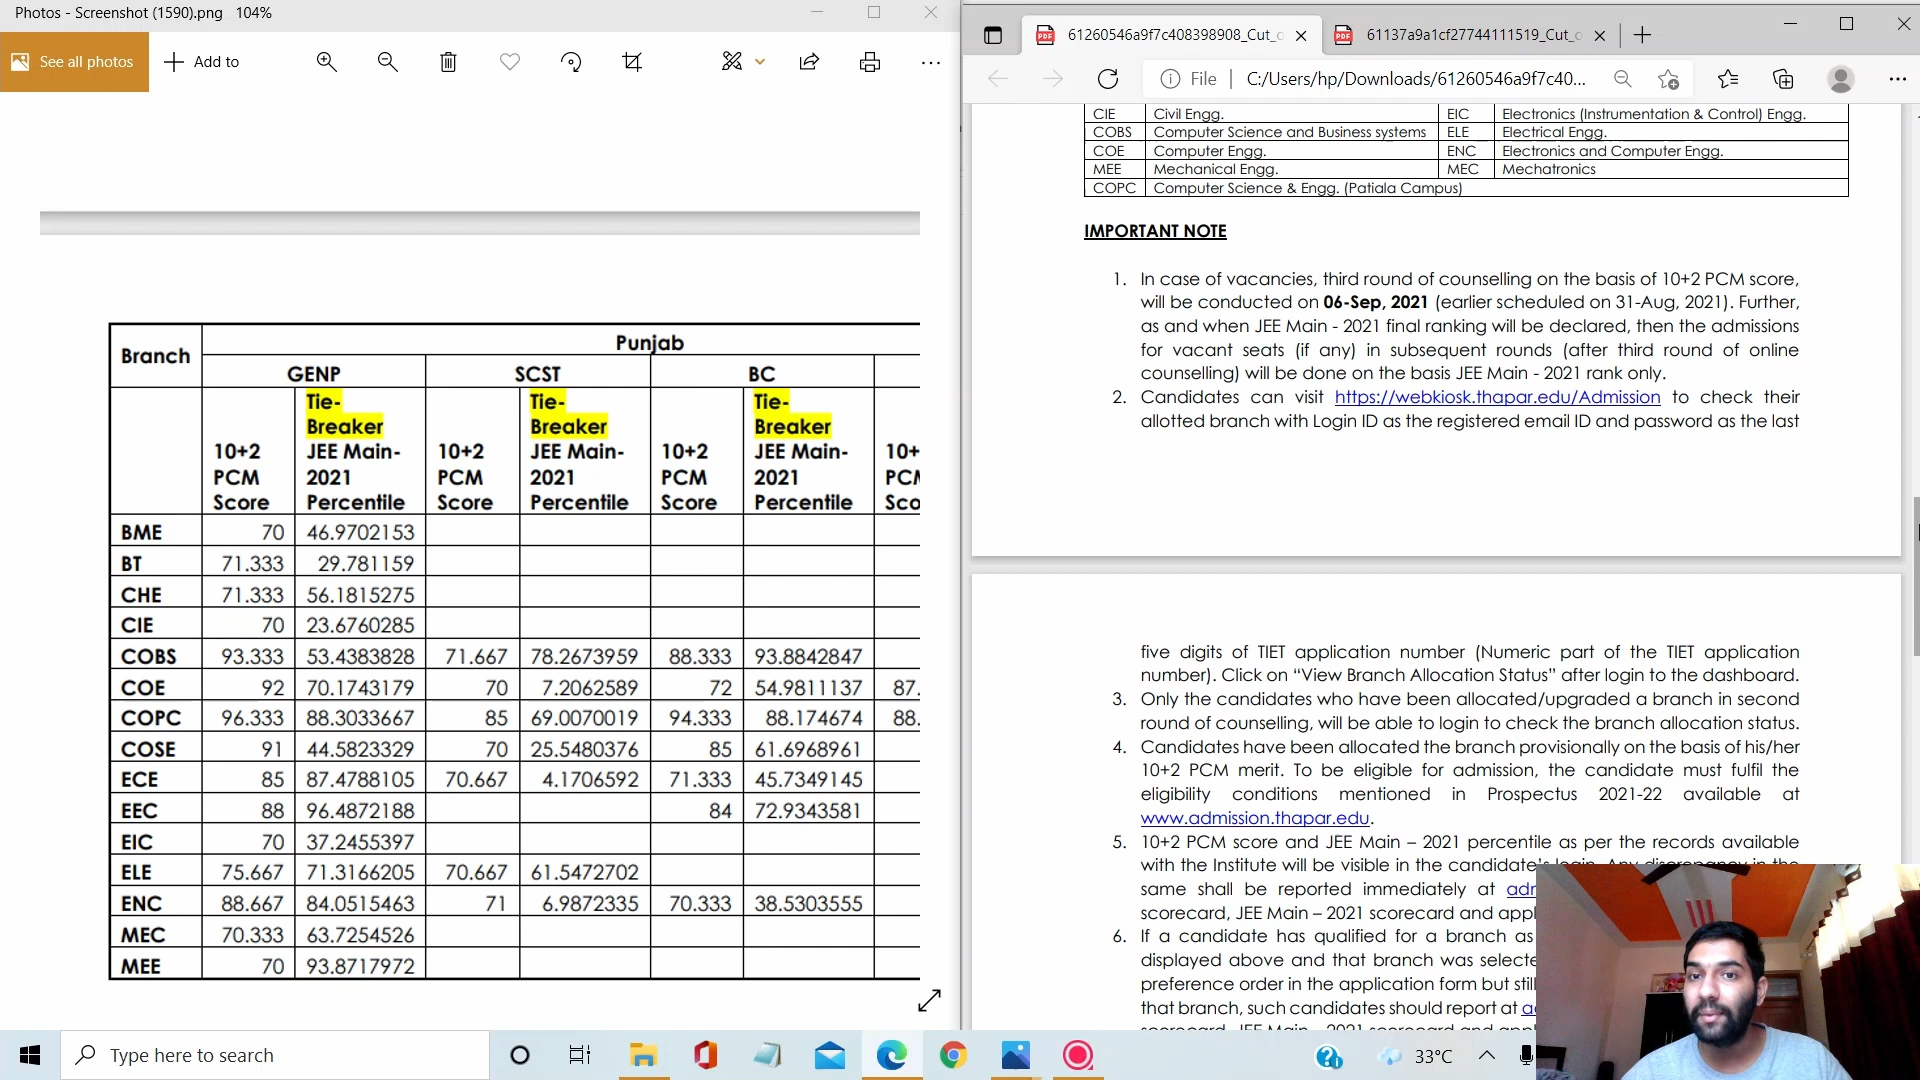 Photos - Screenshot (1590).png 104%
See all photos
Add to
61260546a9f7c408398908_Cut_o
61137a9a1cf27744111519_Cut_o
File
C:/Users/hp/Downloads/61260546a9f7c40...
Branch
Punjab
GENP SCST BC
10+2 PCM Score Tie-Breaker JEE Main-2021 Percentile 10+2 PCM Score Tie-Breaker JEE Main-2021 Percentile 10+2 PCM Score Tie-Breaker JEE Main-2021 Percentile
BME 70 46.9702153
BT 71.333 29.781159
CHE 71.333 56.1815275
CIE 70 23.6760285
COBS 93.333 53.4383828 71.667 78.2673959 88.333 93.8842847
COE 92 70.1743179 70 7.2062589 72 54.9811137 87.
COPC 96.333 88.3033667 85 69.0070019 94.333 88.174674 88.
COSE 91 44.5823329 70 25.5480376 85 61.6968961
ECE 85 87.4788105 70.667 4.1706592 71.333 45.7349145
EEC 88 96.4872188 84 72.9343581
EIC 70 37.2455397
ELE 75.667 71.3166205 70.667 61.5472702
ENC 88.667 84.0515463 71 6.9872335 70.333 38.5303555
MEC 70.333 63.7254526
MEE 70 93.8717972
CIE Civil Engg. EIC Electronics (Instrumentation & Control) Engg.
COBS Computer Science and Business systems ELE Electrical Engg.
COE Computer Engg. ENC Electronics and Computer Engg.
MEE Mechanical Engg. MEC Mechatronics
COPC Computer Science & Engg. (Patiala Campus)
IMPORTANT NOTE
1. In case of vacancies, third round of counselling on the basis of 10+2 PCM score,
will be conducted on 06-Sep, 2021 (earlier scheduled on 31-Aug, 2021). Further,
as and when JEE Main - 2021 final ranking will be declared, then the admissions
for vacant seats (if any) in subsequent rounds (after third round of online
counselling) will be done on the basis JEE Main - 2021 rank only.
2. Candidates can visit https://webkiosk.thapar.edu/Admission to check their
allotted branch with Login ID as the registered email ID and password as the last
five digits of TIET application number (Numeric part of the TIET application
number). Click on “View Branch Allocation Status” after login to the dashboard.
3. Only the candidates who have been allocated/upgraded a branch in second
round of counselling, will be able to login to check the branch allocation status.
4. Candidates have been allocated the branch provisionally on the basis of his/her
10+2 PCM merit. To be eligible for admission, the candidate must fulfil the
eligibility conditions mentioned in Prospectus 2021-22 available at
www.admission.thapar.edu.
5. 10+2 PCM score and JEE Main – 2021 percentile as per the records available
with the Institute will be visible in the candidate's login. Any discrepancy in the
same shall be reported immediately at
scorecard, JEE Main – 2021 scorecard and
6. If a candidate has qualified for a branch as
displayed above and that branch was
preference order in the application form but
that branch, such candidates should report at
Type here to search
33°C